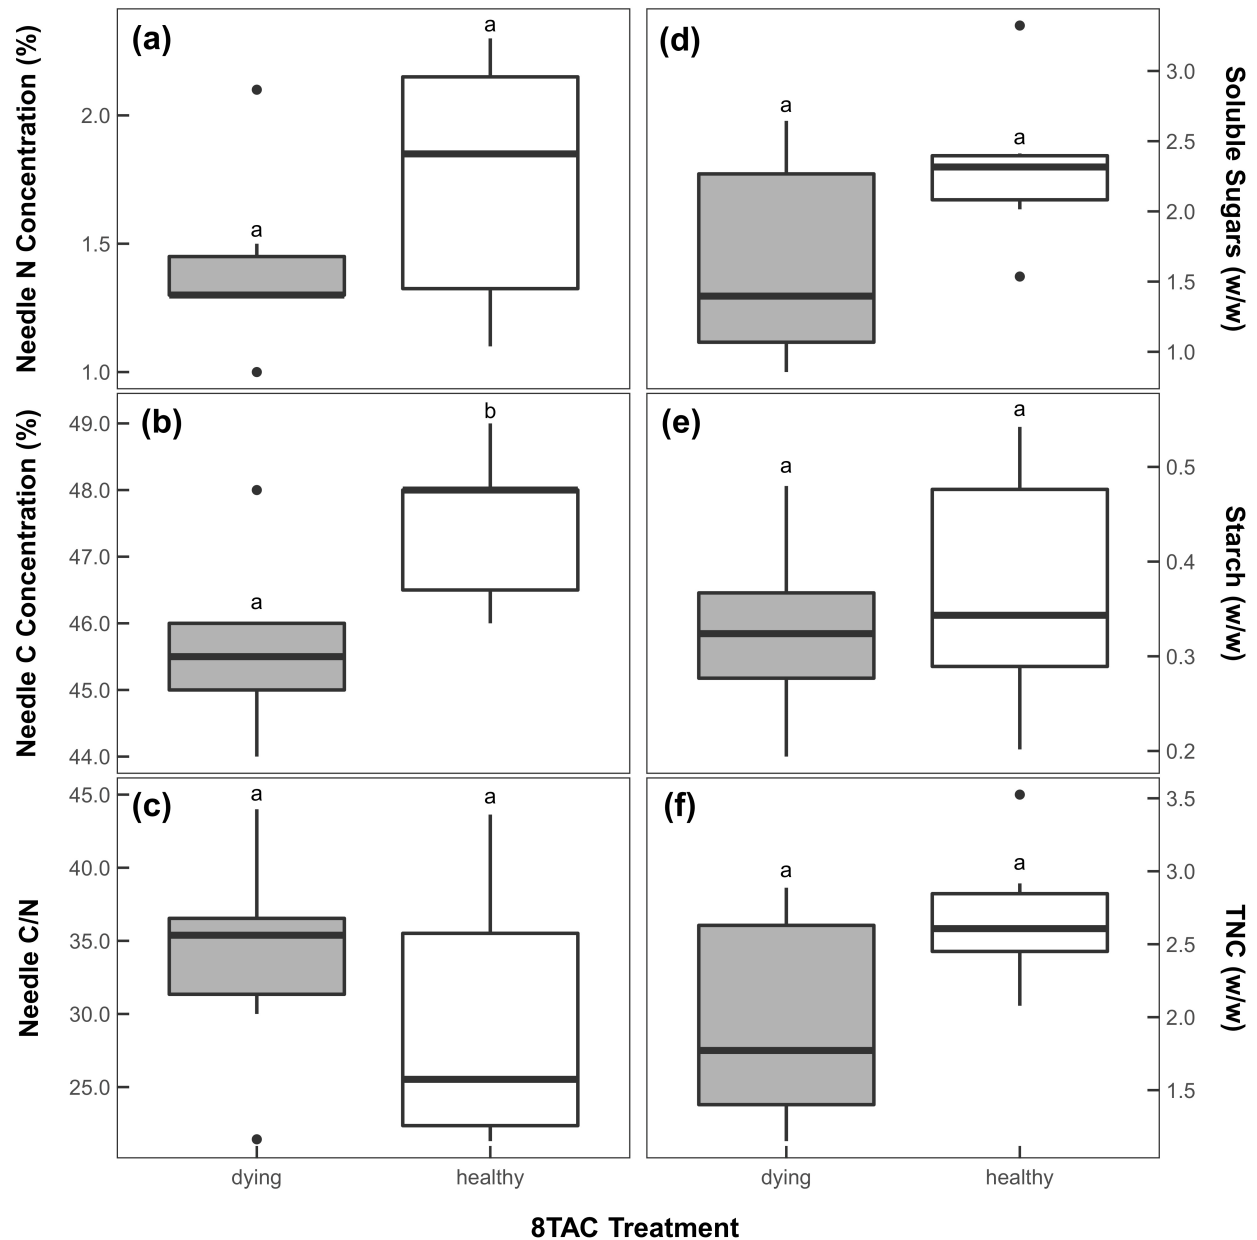 Needle N Concentration (%)
(a)
2.0
1.5
1.0
a
a
(d)
3.0
2.5
2.0
1.5
1.0
a
a
Soluble Sugars (w/w)
Needle C Concentration (%)
(b)
49.0
48.0
47.0
46.0
45.0
44.0
a
b
(e)
0.5
0.4
0.3
0.2
a
a
Starch (w/w)
Needle C/N
(c)
45.0
40.0
35.0
30.0
25.0
a
a
(f)
3.5
3.0
2.5
2.0
1.5
a
a
TNC (w/w)
dying
healthy
dying
healthy
8TAC Treatment